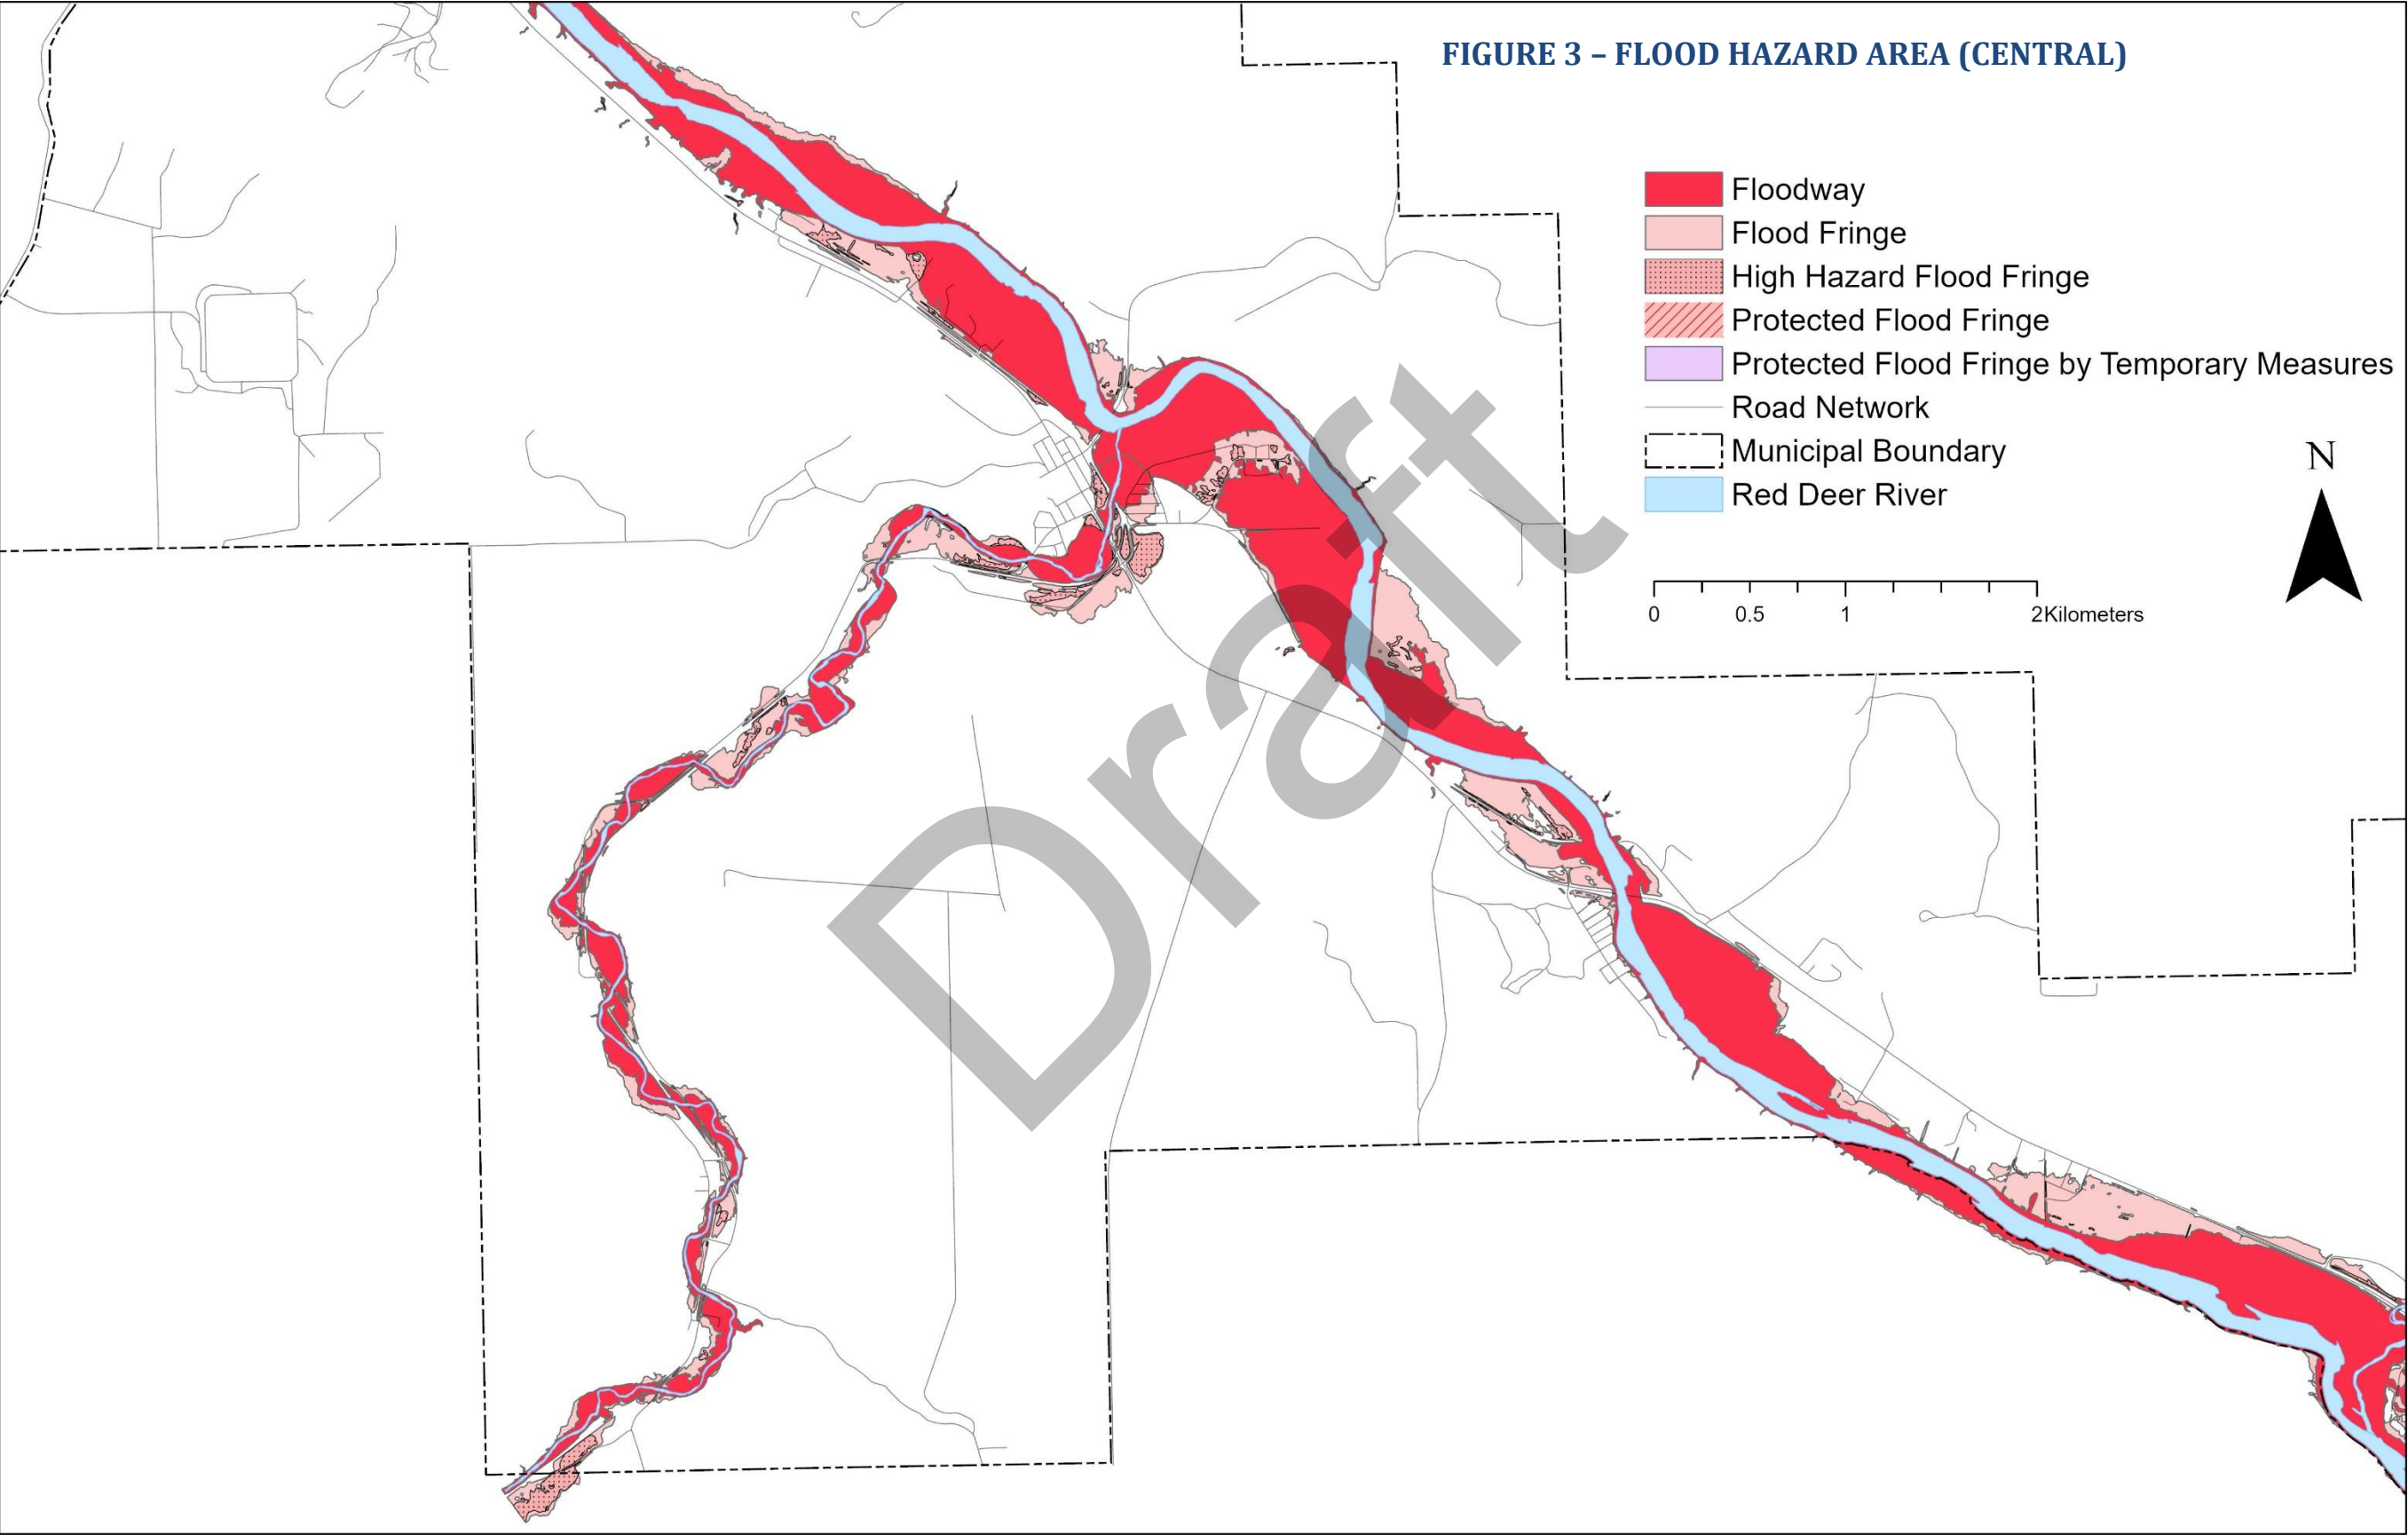 FIGURE 3 – FLOOD HAZARD AREA (CENTRAL)
Floodway
Flood Fringe
High Hazard Flood Fringe
Protected Flood Fringe
Protected Flood Fringe by Temporary Measures
Road Network
Municipal Boundary
Red Deer River
N
0 0.5 1 2Kilometers
Draft